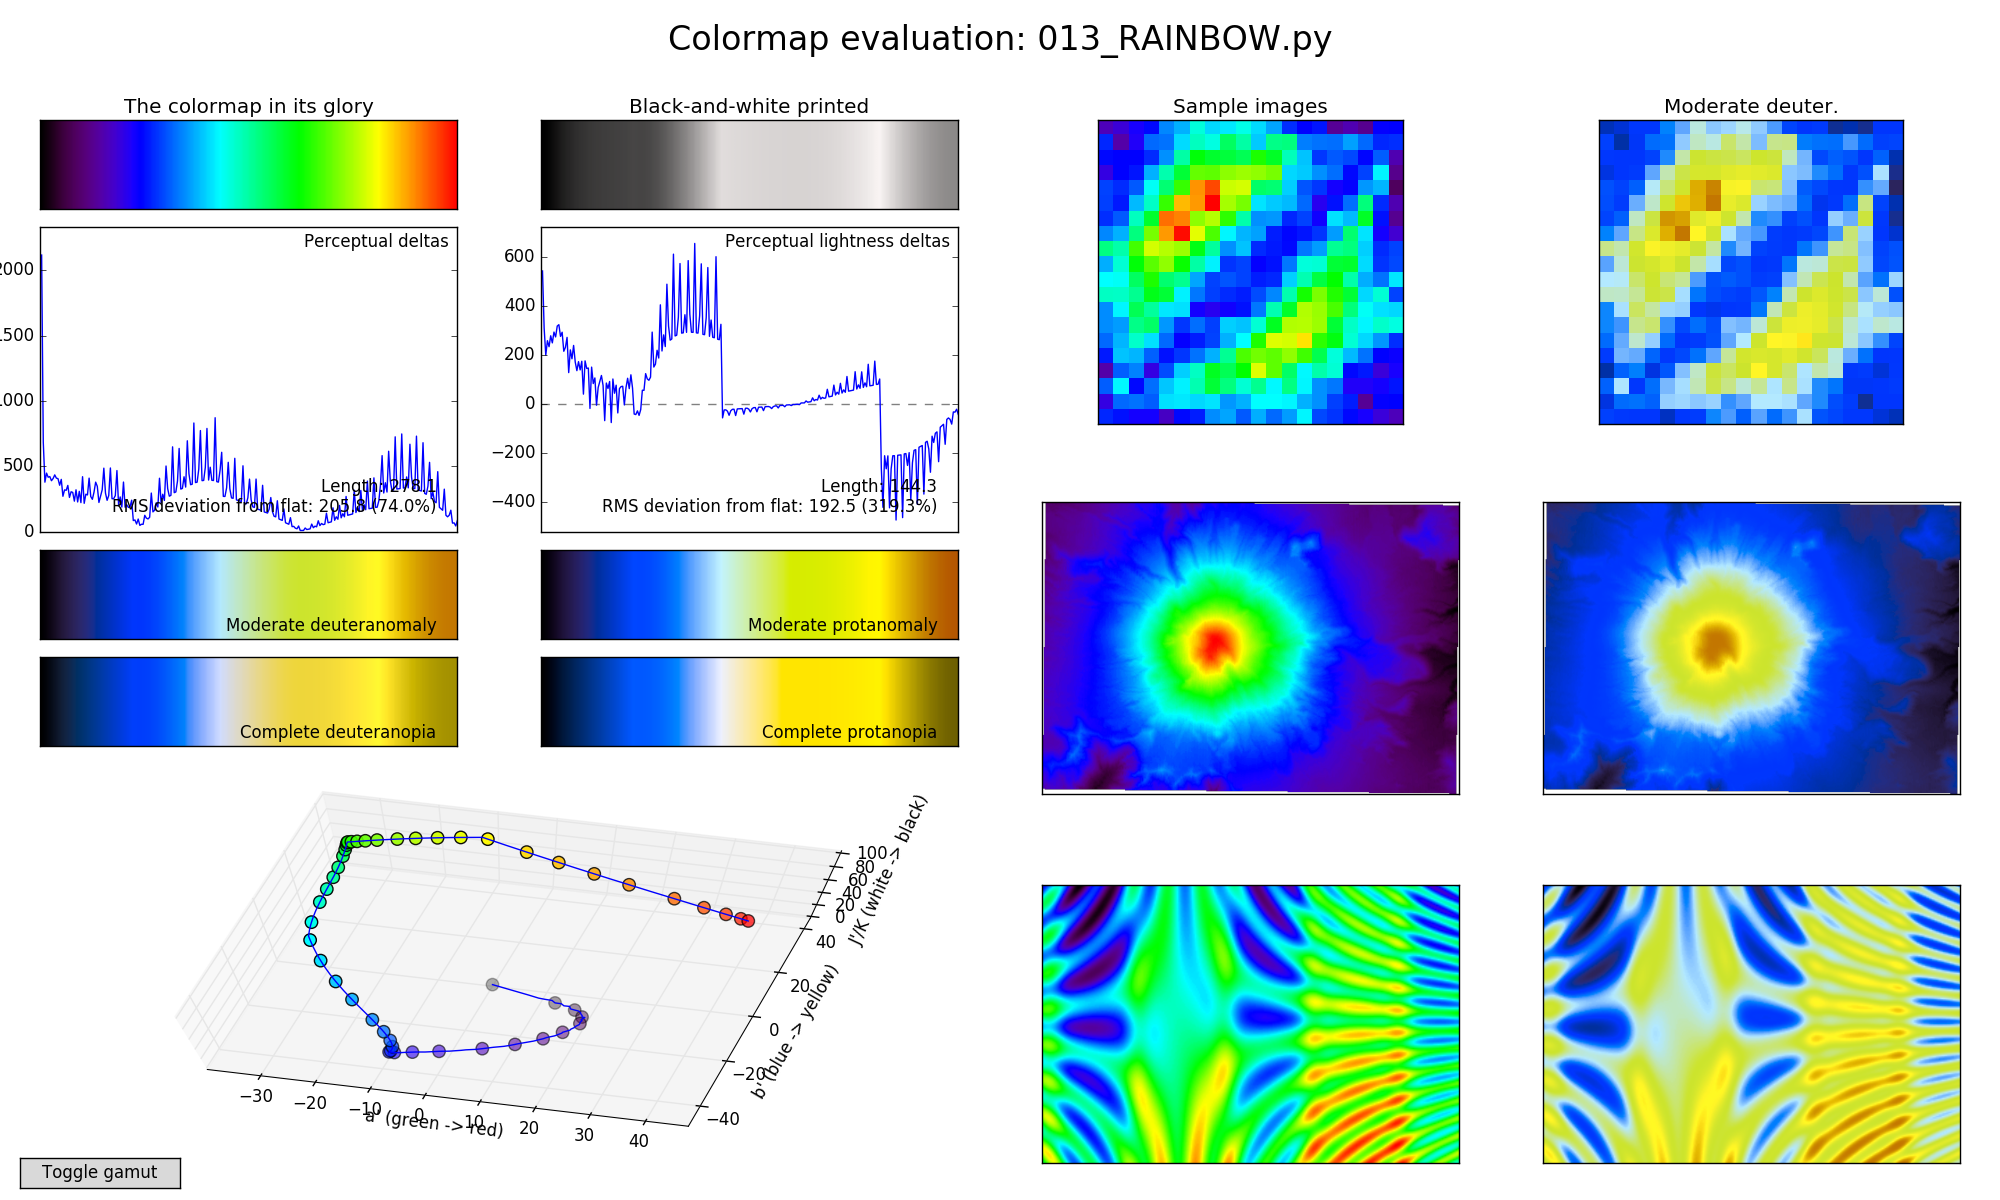 Colormap evaluation: 013_RAINBOW.py
The colormap in its glory
Black-and-white printed
Sample images
Moderate deuter.
Perceptual deltas
2000
1500
1000
500
0
Length: 278.1
RMS deviation from flat: 205.8 (74.0%)
Perceptual lightness deltas
600
400
200
0
−200
−400
Length: 144.3
RMS deviation from flat: 192.5 (319.3%)
Moderate deuteranomaly
Moderate protanomaly
Complete deuteranopia
Complete protanopia
100
80
60
40
20
0
J'/K (white -> black)
40
20
0
−20
−40
b' (blue -> yellow)
−30
−20
−10
0
10
20
30
40
a' (green -> red)
Toggle gamut